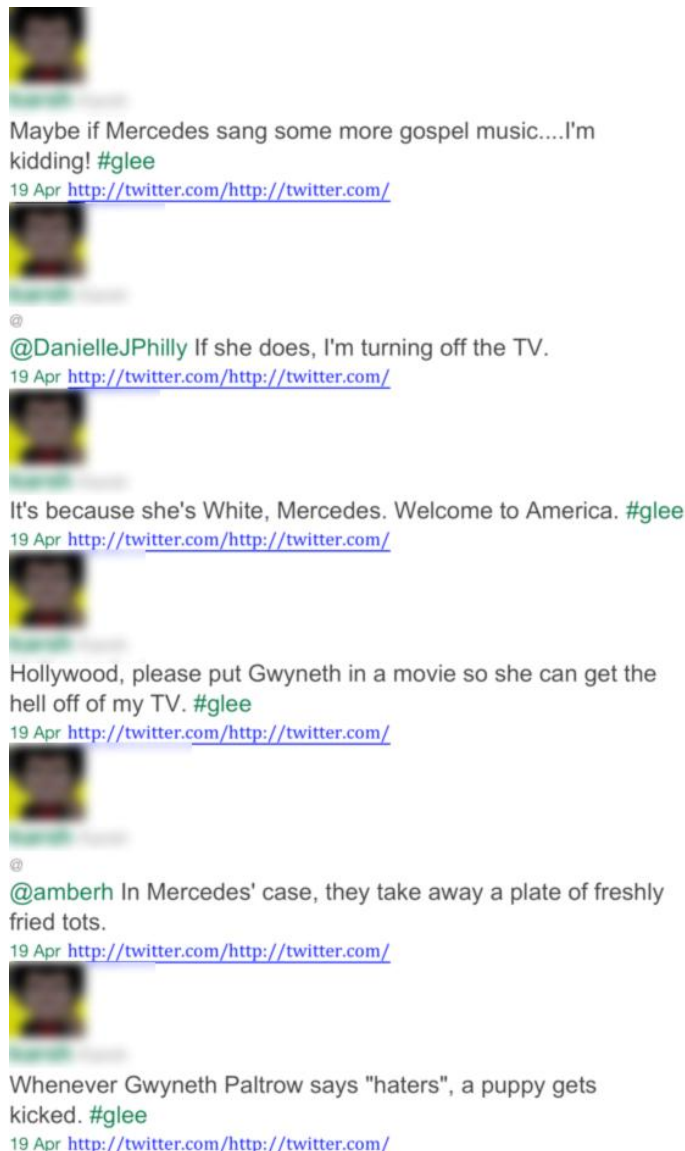 Maybe if Mercedes sang some more gospel music....I'm
kidding! #glee
19 Apr http://twitter.com/http://twitter.com/
@
@DanielleJPhilly If she does, I'm turning off the TV.
19 Apr http://twitter.com/http://twitter.com/
It's because she's White, Mercedes. Welcome to America. #glee
19 Apr http://twitter.com/http://twitter.com/
Hollywood, please put Gwyneth in a movie so she can get the
hell off of my TV. #glee
19 Apr http://twitter.com/http://twitter.com/
@
@amberh In Mercedes' case, they take away a plate of freshly
fried tots.
19 Apr http://twitter.com/http://twitter.com/
Whenever Gwyneth Paltrow says "haters", a puppy gets
kicked. #glee
19 Apr http://twitter.com/http://twitter.com/